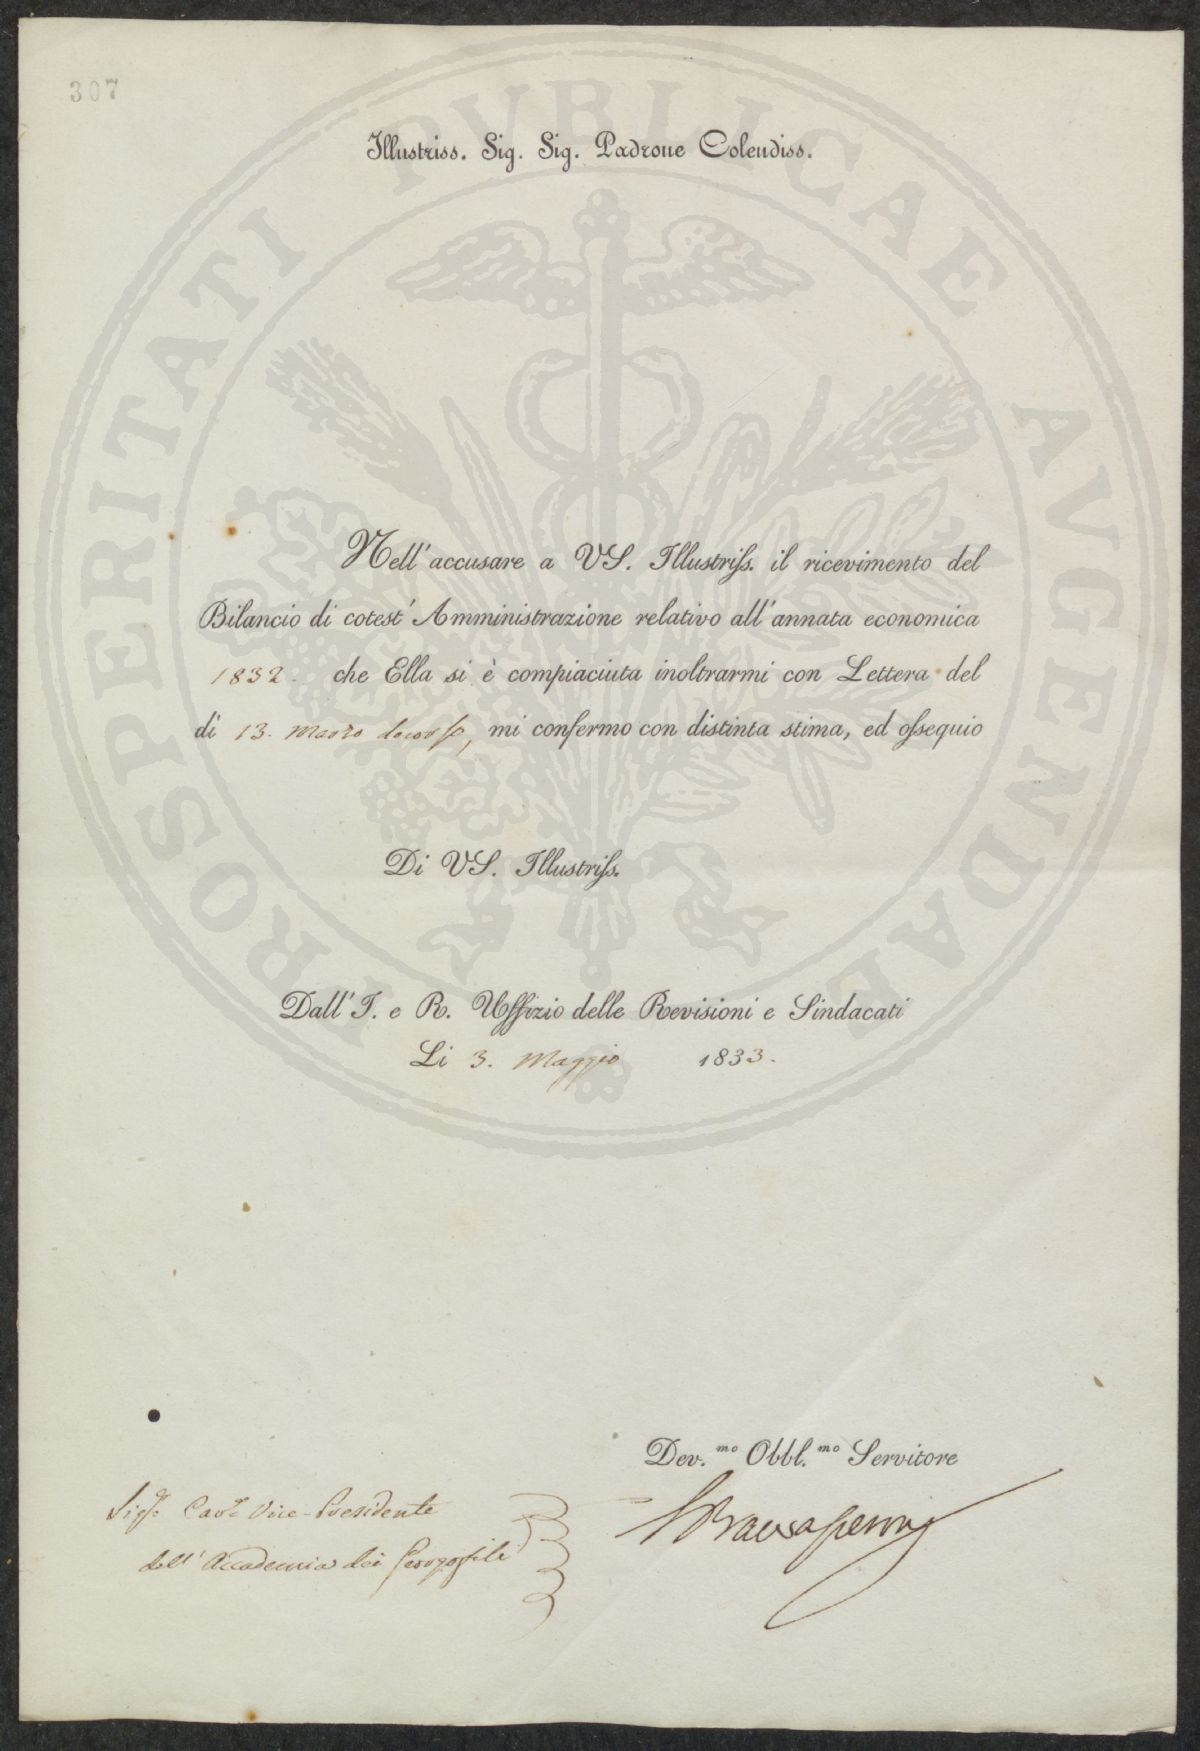 307
PROSPERITATI PVBLICAE AVGENDAE
Illustriss. Sig. Sig. Padrone Colendiss.
Nell' accusare a VS. Illustriss. il ricevimento del
Bilancio di cotest' Amministrazione relativo all' annata economica
1832. che Ella si è compiaciuta inoltrarmi con Lettera del
dì 13. Marzo decorso, mi confermo con distinta stima, ed ossequio
Di VS. Illustriss.
Dall' I. e R. Uffizio delle Revisioni e Sindacati
Li 3. Maggio 1833.
Dev.mo Obbl.mo Servitore
Sig.e Cav.e Vice-Presidente
dell' Accademia dei Georgofili